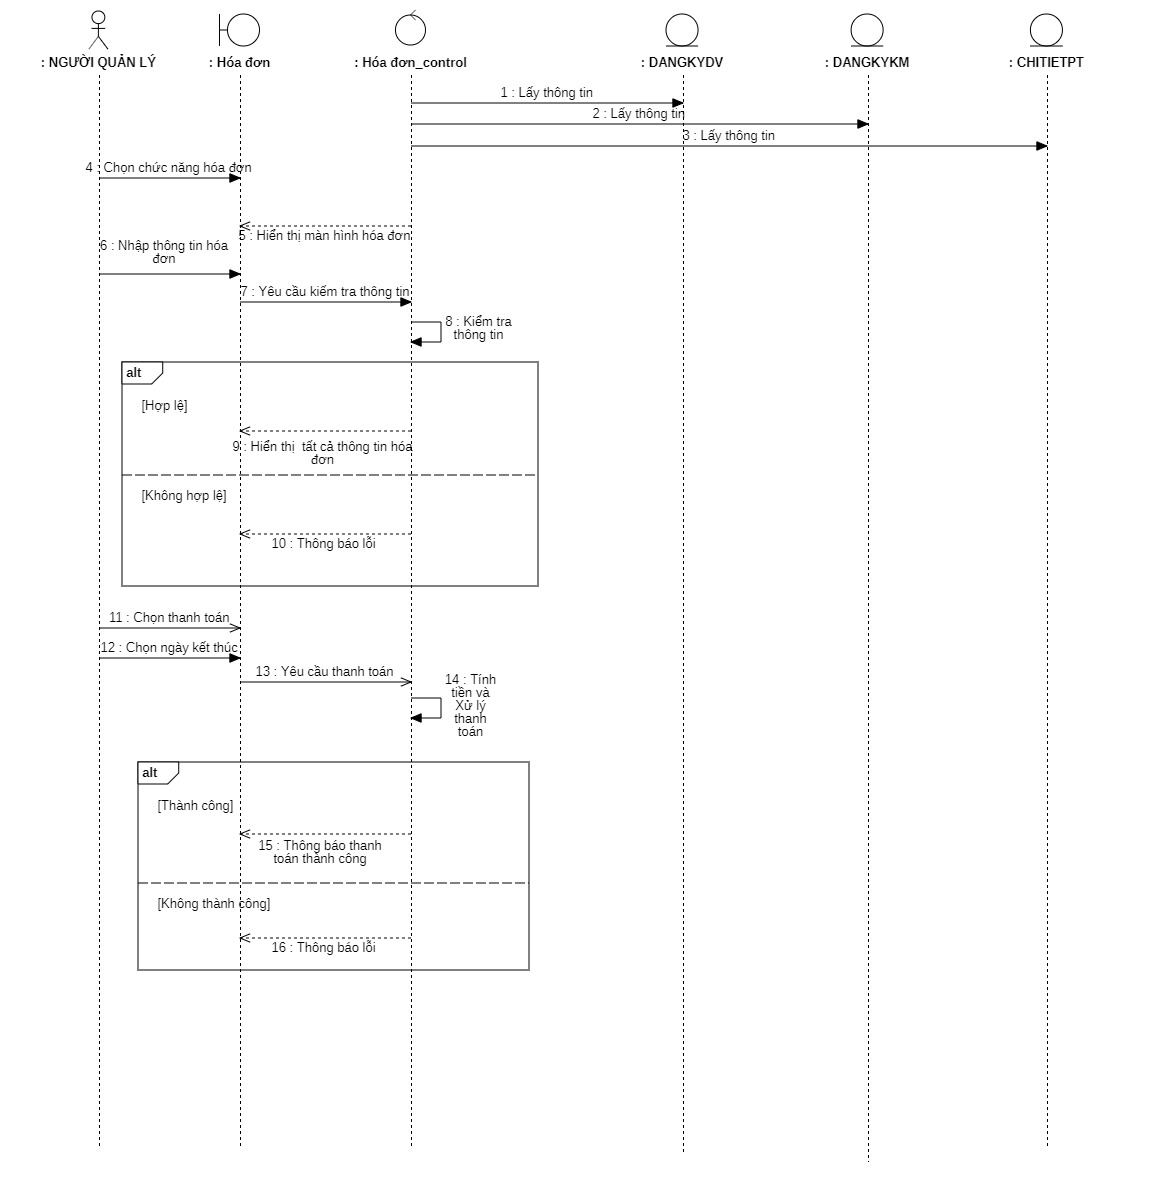 : NGƯỜI QUẢN LÝ
: Hóa đơn
: Hóa đơn_control
: DANGKYDV
: DANGKYKM
: CHITIETPT
1 : Lấy thông tin
2 : Lấy thông tin
3 : Lấy thông tin
4 : Chọn chức năng hóa đơn
5 : Hiển thị màn hình hóa đơn
6 : Nhập thông tin hóa
đơn
7 : Yêu cầu kiểm tra thông tin
8 : Kiểm tra
thông tin
alt
[Hợp lệ]
9 : Hiển thị  tất cả thông tin hóa
đơn
[Không hợp lệ]
10 : Thông báo lỗi
11 : Chọn thanh toán
12 : Chọn ngày kết thúc
13 : Yêu cầu thanh toán
14 : Tính
tiền và
Xử lý
thanh
toán
alt
[Thành công]
15 : Thông báo thanh
toán thành công
[Không thành công]
16 : Thông báo lỗi